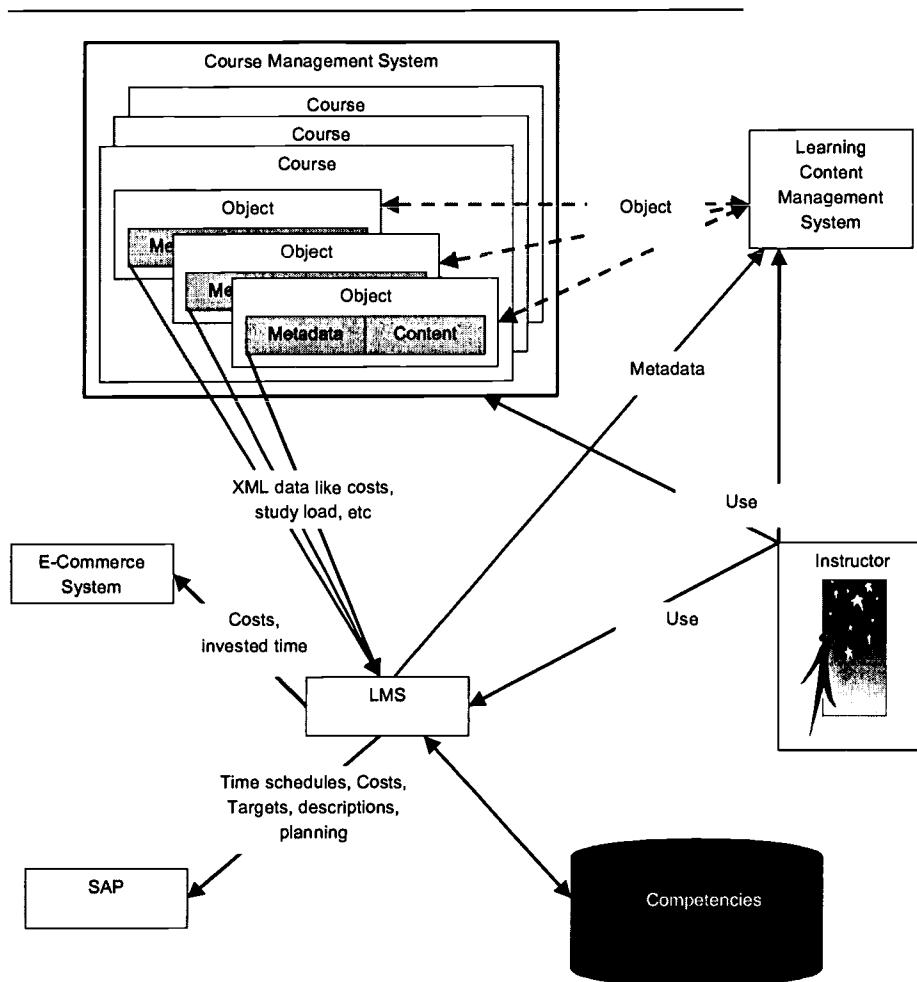 Course Management System
Course
Course
Course
Object
Me
Object
Me
Object
Metadata
Content
Object
Learning
Content
Management
System
Metadata
XML data like costs,
study load, etc
Use
E-Commerce
System
Instructor
Costs,
invested time
Use
LMS
Time schedules, Costs,
Targets, descriptions,
planning
SAP
Competencies